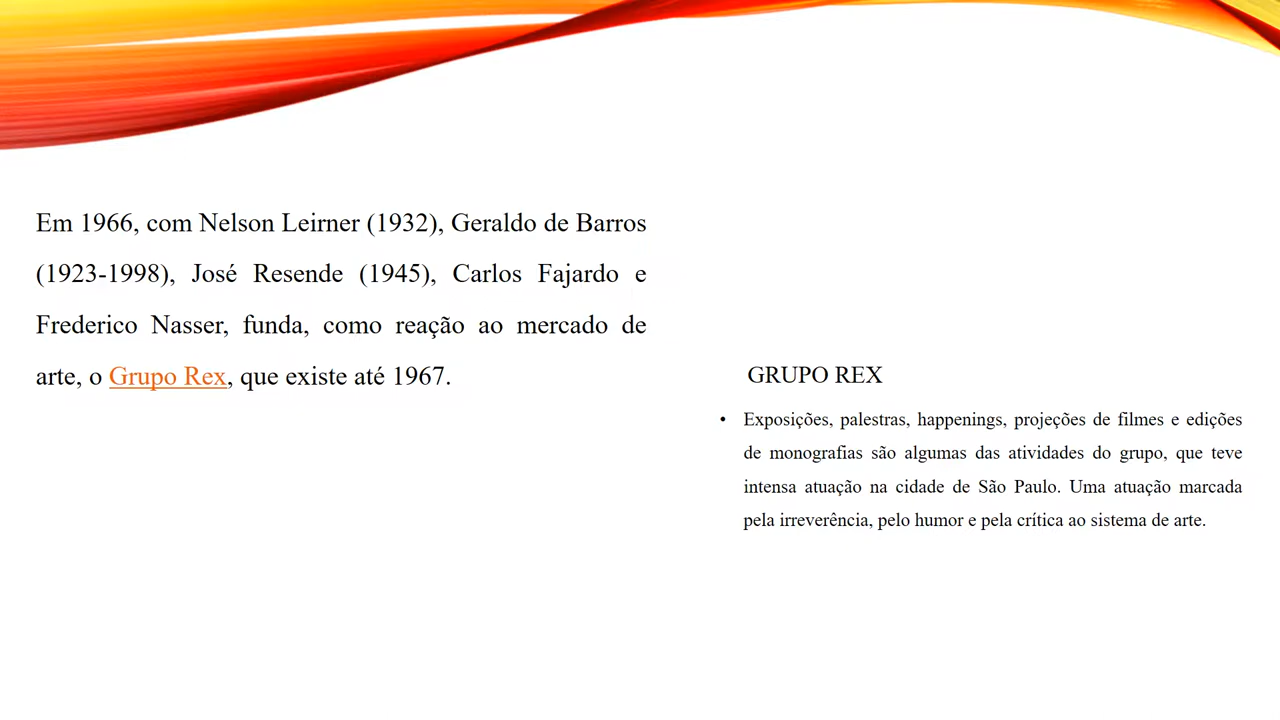 Em 1966, com Nelson Leirner (1932), Geraldo de Barros
(1923-1998), José Resende (1945), Carlos Fajardo e
Frederico Nasser, funda, como reação ao mercado de
arte, o Grupo Rex, que existe até 1967.
GRUPO REX
• Exposições, palestras, happenings, projeções de filmes e edições
de monografias são algumas das atividades do grupo, que teve
intensa atuação na cidade de São Paulo. Uma atuação marcada
pela irreverência, pelo humor e pela crítica ao sistema de arte.